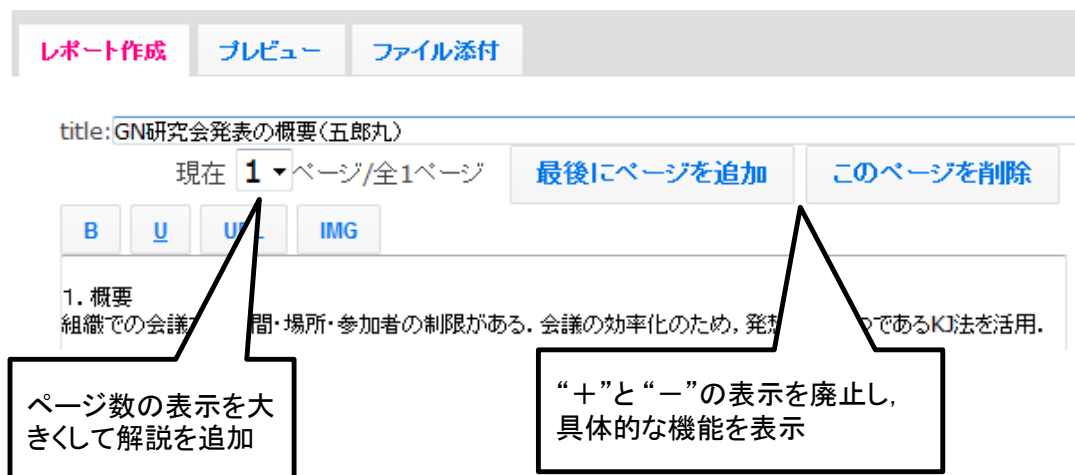 レポート作成 プレビュー ファイル添付
title:GN研究会発表の概要(五郎丸)
現在 1 ページ/全1ページ 最後にページを追加 このページを削除
B U IMG
1. 概要
組織での会議 間・場所・参加者の制限がある.会議の効率化のため,発 つであるKJ法を活用.
ページ数の表示を大
きくして解説を追加
“+”と“-”の表示を廃止し,
具体的な機能を表示